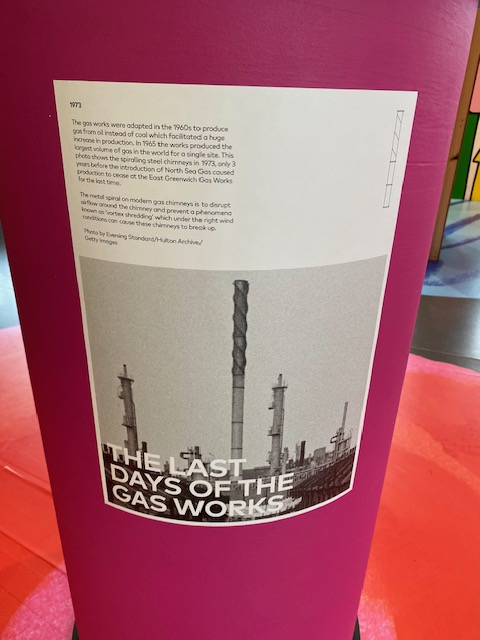 1973
The gas works were adapted in the 1960s to produce
gas from oil instead of coal which facilitated a huge
increase in production. In 1965 the works produced the
largest volume of gas in the world for a single site. This
photo shows the spiralling steel chimneys in 1973, only 3
years before the introduction of North Sea Gas caused
production to cease at the East Greenwich Gas Works
for the last time.
The metal spiral on modern gas chimneys is to disrupt
airflow around the chimney and prevent a phenomena
known as 'vortex shredding' which under the right wind
conditions can cause these chimneys to break up.
Photo by Evening Standard/Hulton Archive/
Getty Images
THE LAST
DAYS OF THE
GAS WORKS